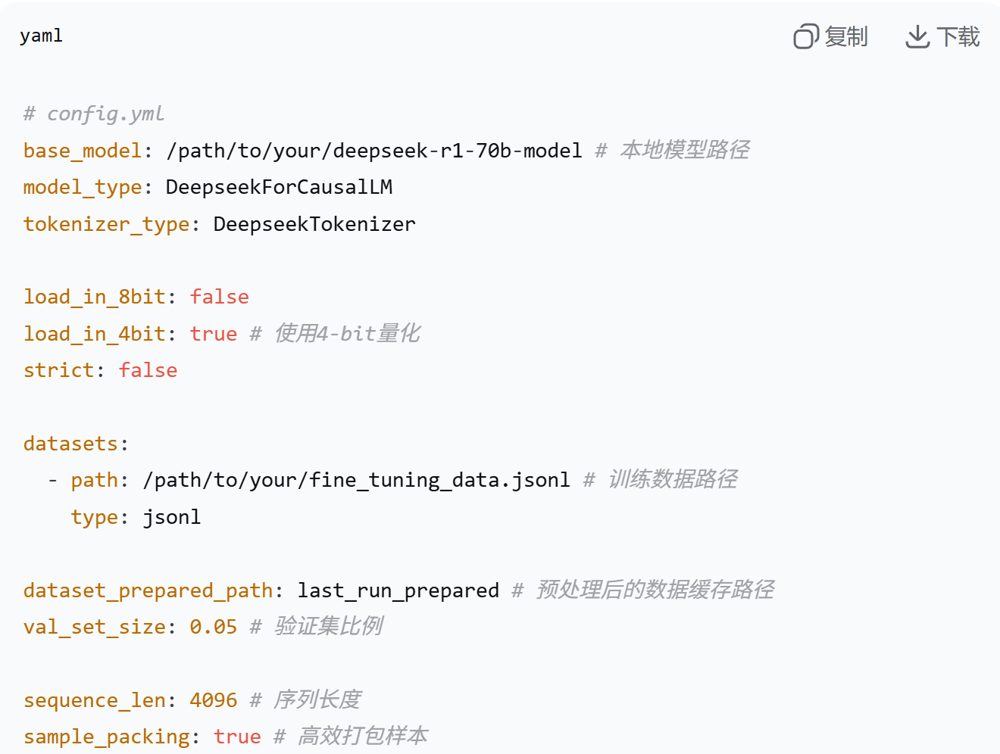 yaml
复制
下载
# config.yml
base_model: /path/to/your/deepseek-r1-70b-model # 本地模型路径
model_type: DeepseekForCausalLM
tokenizer_type: DeepseekTokenizer
load_in_8bit: false
load_in_4bit: true # 使用4-bit量化
strict: false
datasets:
  - path: /path/to/your/fine_tuning_data.jsonl # 训练数据路径
    type: jsonl
dataset_prepared_path: last_run_prepared # 预处理后的数据缓存路径
val_set_size: 0.05 # 验证集比例
sequence_len: 4096 # 序列长度
sample_packing: true # 高效打包样本